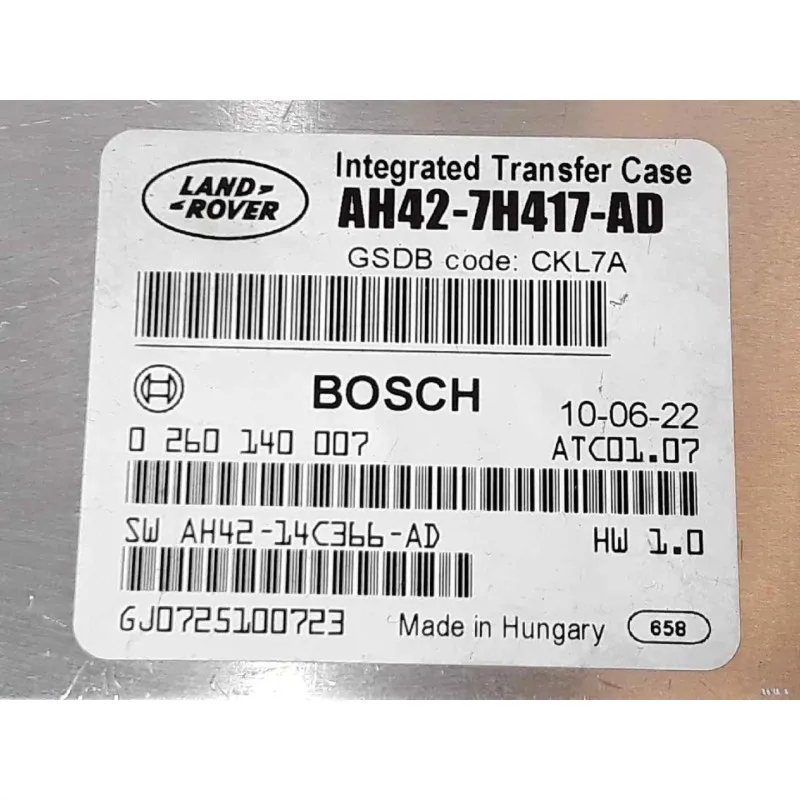 LAND
ROVER
Integrated Transfer Case
AH42-7H417-AD
GSDB code: CKL7A
BOSCH
10-06-22
0 260 140 007
ATC01.07
SW AH42-14C366-AD
HW 1.0
GJ0725100723
Made in Hungary
658